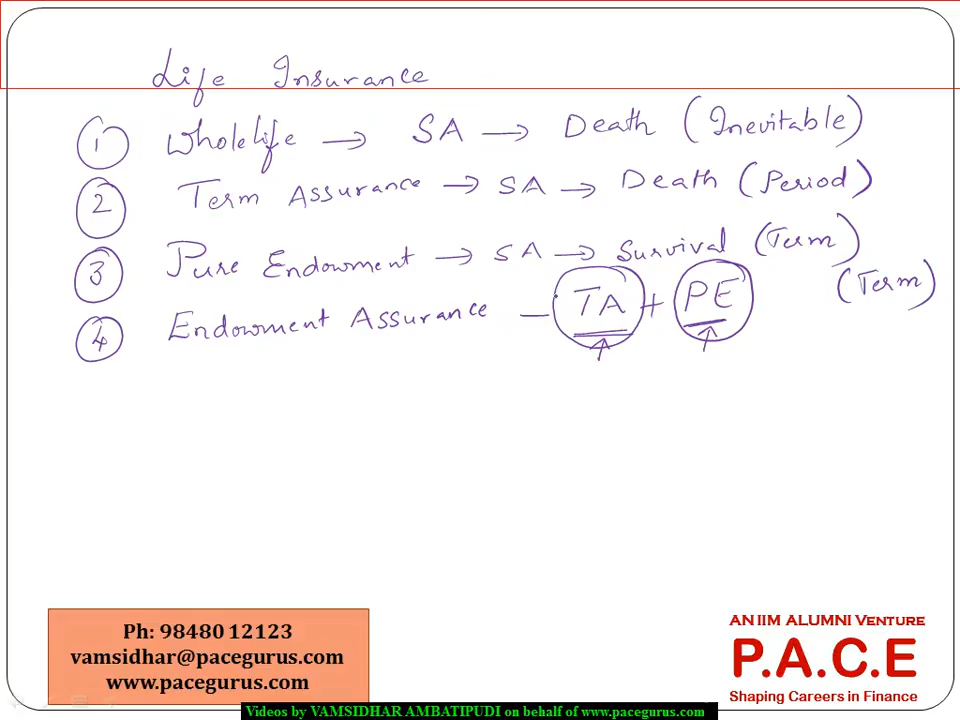 Life Insurance
1 Wholelife → SA → Death (Inevitable)
2 Term Assurance → SA → Death (Period)
3 Pure Endowment → SA → Survival (Term)
4 Endowment Assurance - TA + PE (Term)
Ph: 98480 12123
vamsidhar@pacegurus.com
www.pacegurus.com
AN IIM ALUMNI VENTURE
P.A.C.E
Shaping Careers in Finance
Videos by VAMSIDHAR AMBATIPUDI on behalf of www.pacegurus.com